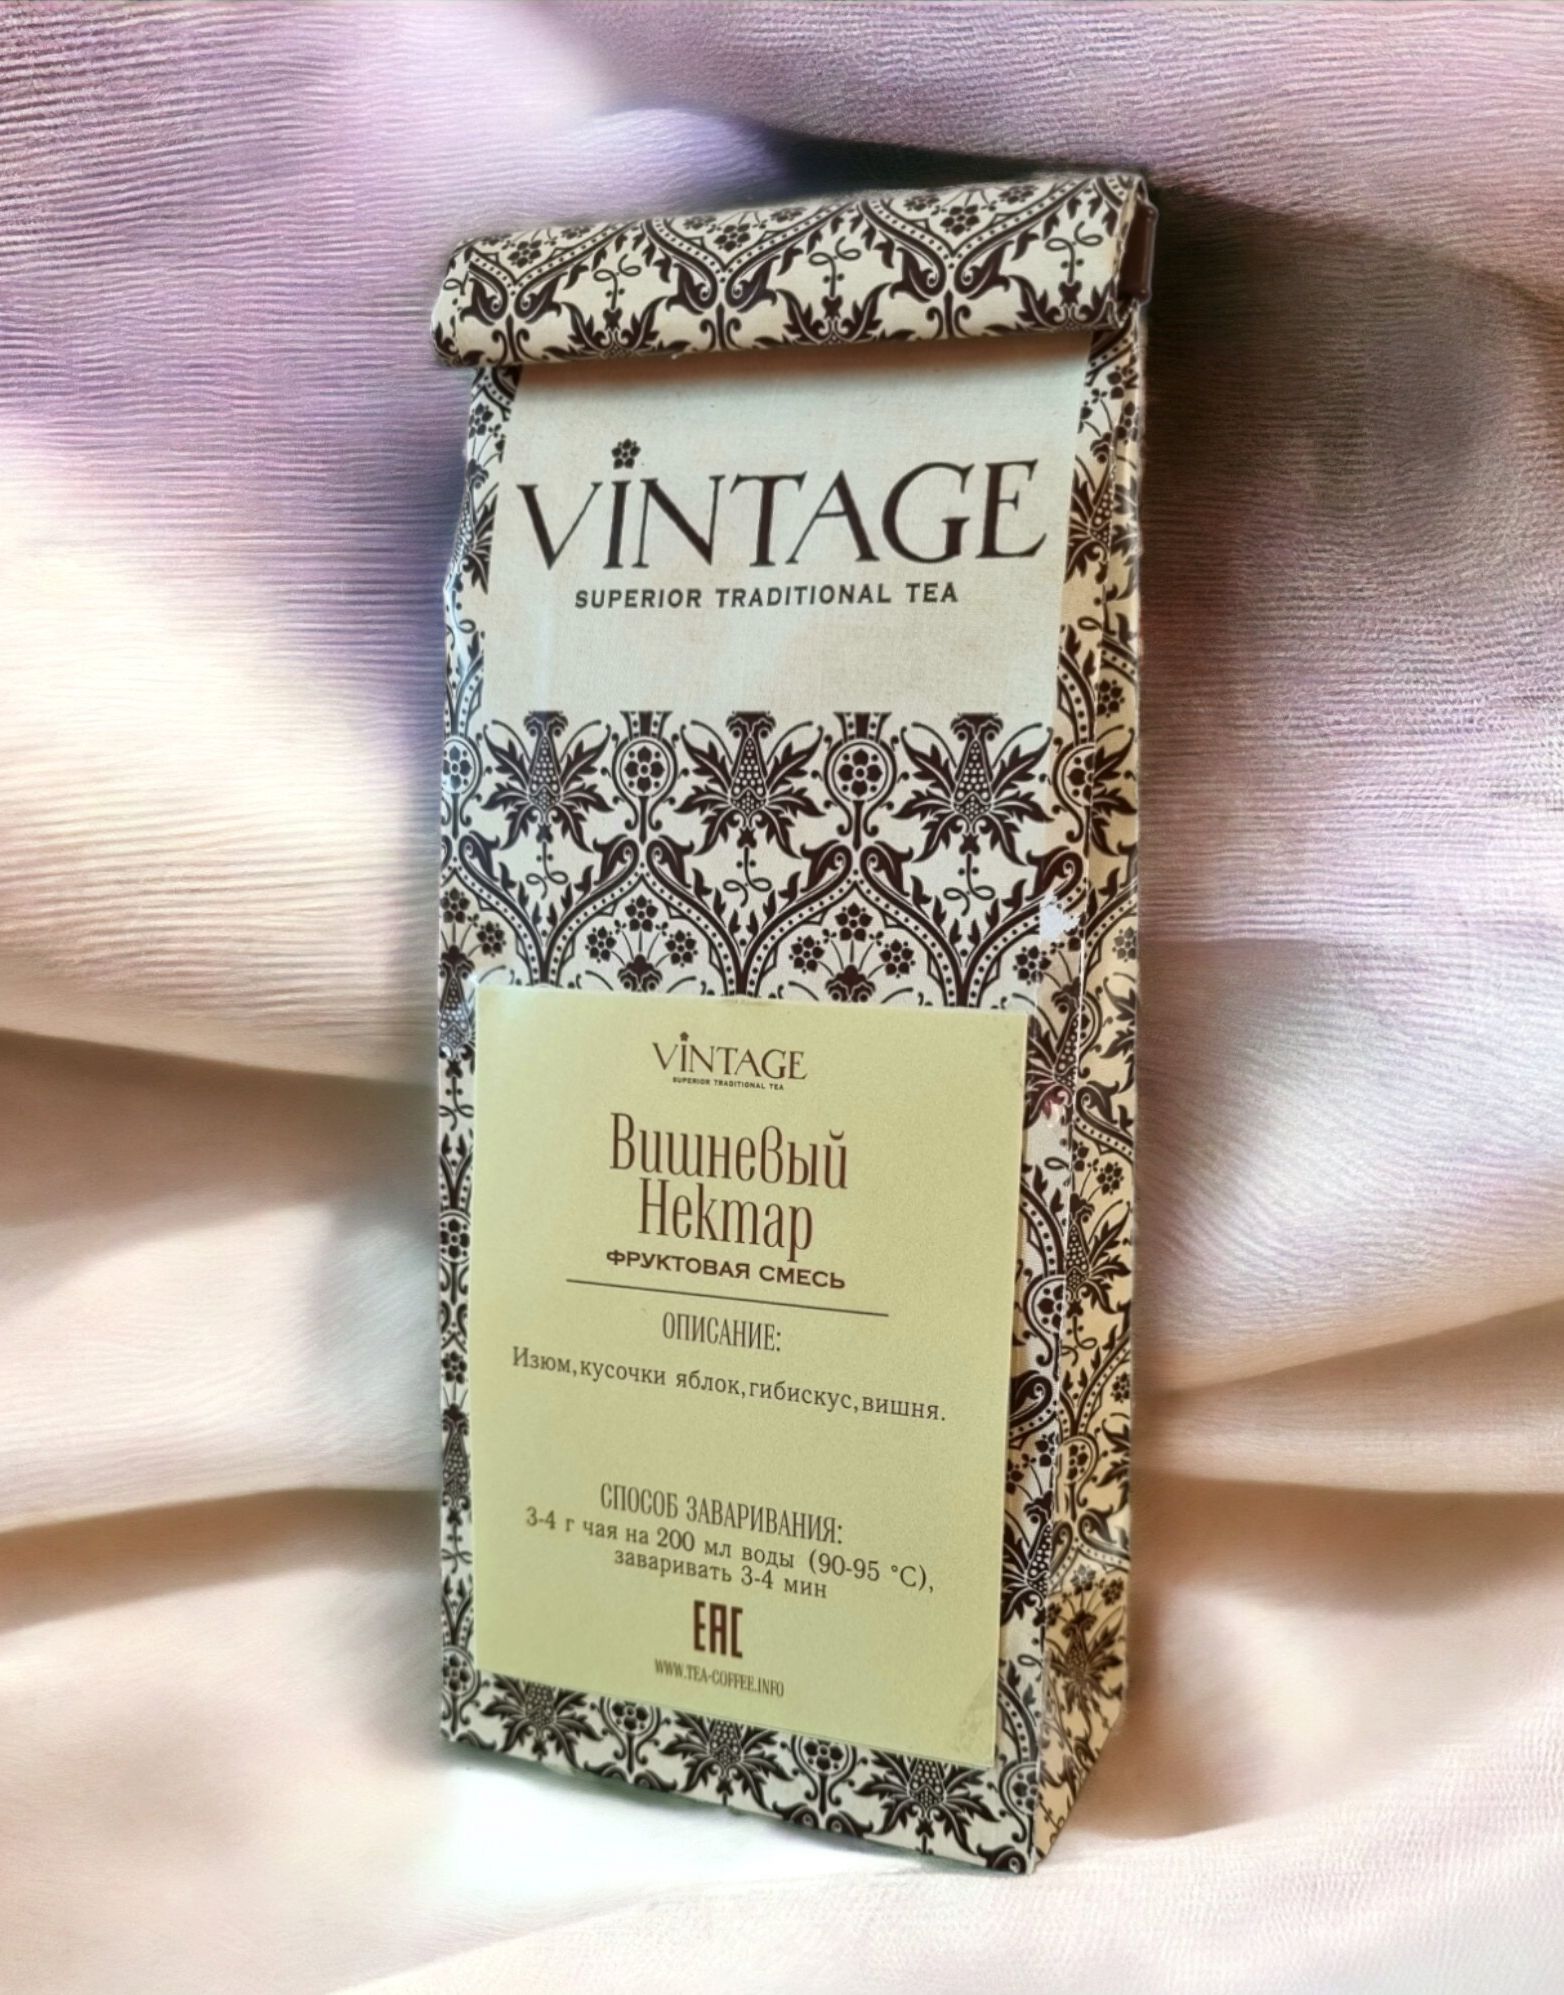 VINTAGE
SUPERIOR TRADITIONAL TEA
VINTAGE
SUPERIOR TRADITIONAL TEA
Вишневый
Нектар
ФРУКТОВАЯ СМЕСЬ
ОПИСАНИЕ:
Изюм,кусочки яблок,гибискус,вишня.
СПОСОБ ЗАВАРИВАНИЯ:
3-4 г чая на 200 мл воды (90-95 °С),
заваривать 3-4 мин
EAC
WWW.TEA-COFFEE.INFO